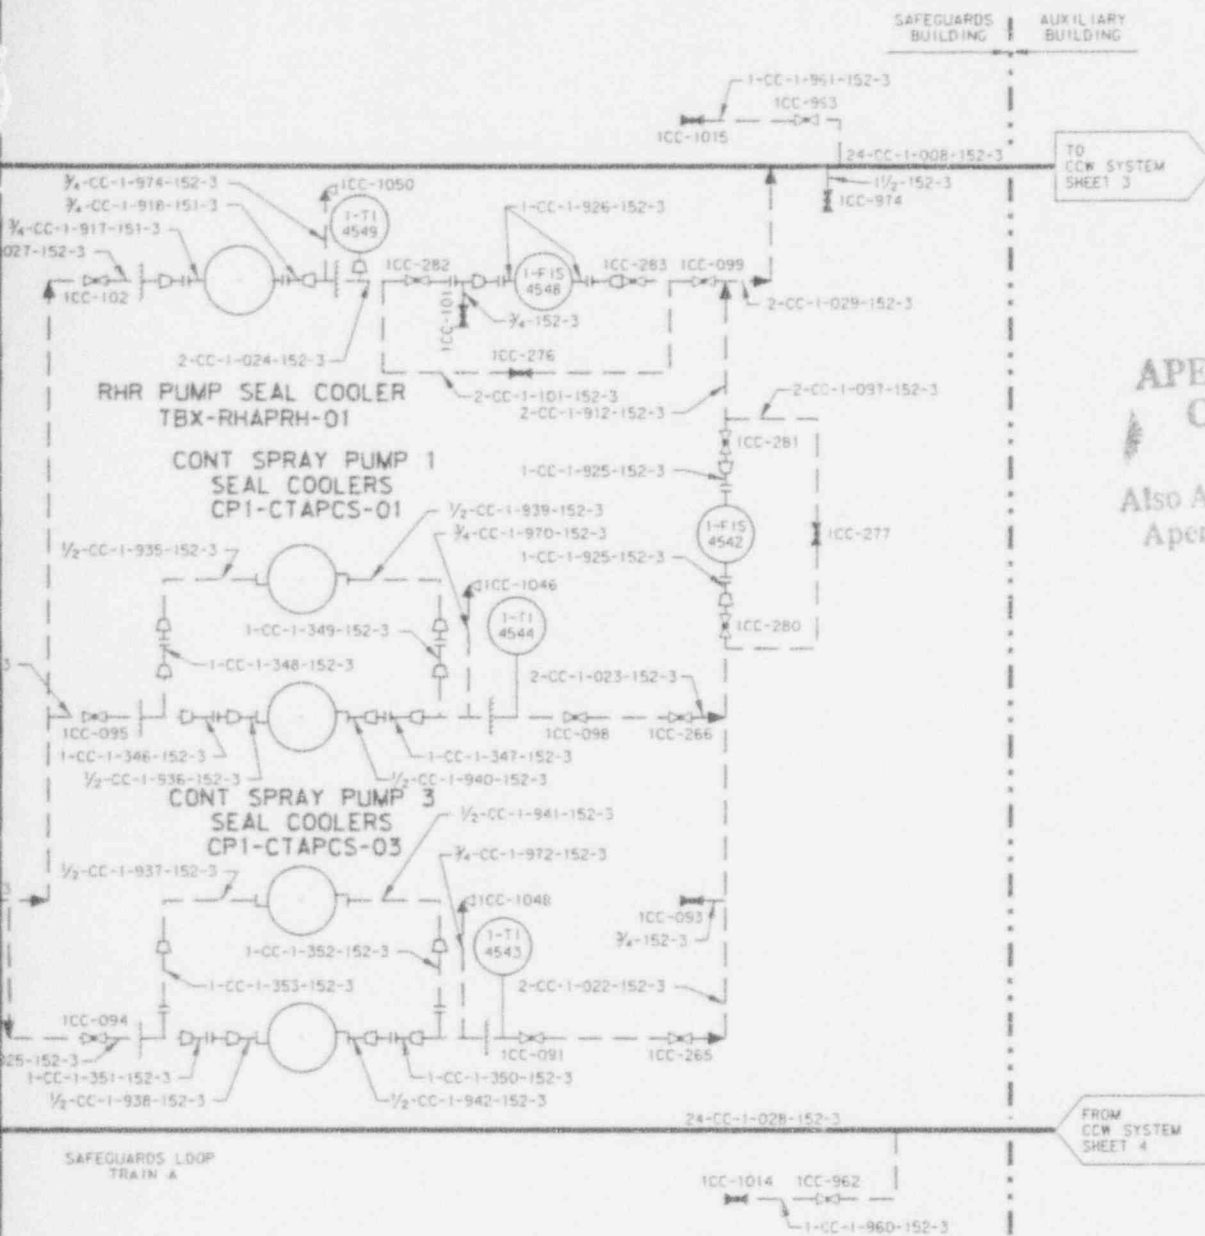 SAFEGUARDS
BUILDING
AUXILIARY
BUILDING
1-CC-1-961-152-3
1CC-963
1CC-1015
24-CC-1-008-152-3
TO
CCW SYSTEM
SHEET 3
1½-152-3
1CC-974
¾-CC-1-974-152-3
1CC-1050
¾-CC-1-918-151-3
1-TI
4549
1-CC-1-926-152-3
¾-CC-1-917-151-3
027-152-3
1CC-282
1-FIS
4548
1CC-283
1CC-099
1CC-102
1CC-101
¾-152-3
2-CC-1-029-152-3
2-CC-1-024-152-3
1CC-276
RHR PUMP SEAL COOLER
TBX-RHAPRH-01
2-CC-1-101-152-3
2-CC-1-912-152-3
2-CC-1-097-152-3
APE
C
1CC-281
CONT SPRAY PUMP 1
SEAL COOLERS
CP1-CTAPCS-01
1-CC-1-925-152-3
Also A
Aper
½-CC-1-939-152-3
¾-CC-1-970-152-3
1-FIS
4542
1CC-277
½-CC-1-935-152-3
1-CC-1-925-152-3
1CC-1046
1-TI
4544
1CC-280
1-CC-1-349-152-3
1-CC-1-348-152-3
2-CC-1-023-152-3
3
1CC-095
1CC-098
1CC-266
1-CC-1-346-152-3
1-CC-1-347-152-3
½-CC-1-936-152-3
½-CC-1-940-152-3
CONT SPRAY PUMP 3
SEAL COOLERS
CP1-CTAPCS-03
½-CC-1-941-152-3
¾-CC-1-972-152-3
½-CC-1-937-152-3
3
1CC-1048
1CC-093
¾-152-3
1-TI
4543
1-CC-1-352-152-3
1-CC-1-353-152-3
2-CC-1-022-152-3
1CC-094
1CC-091
1CC-265
025-152-3
1-CC-1-351-152-3
1-CC-1-350-152-3
½-CC-1-938-152-3
½-CC-1-942-152-3
24-CC-1-028-152-3
FROM
CCW SYSTEM
SHEET 4
SAFEGUARDS LOOP
TRAIN A
1CC-1014
1CC-962
1-CC-1-960-152-3